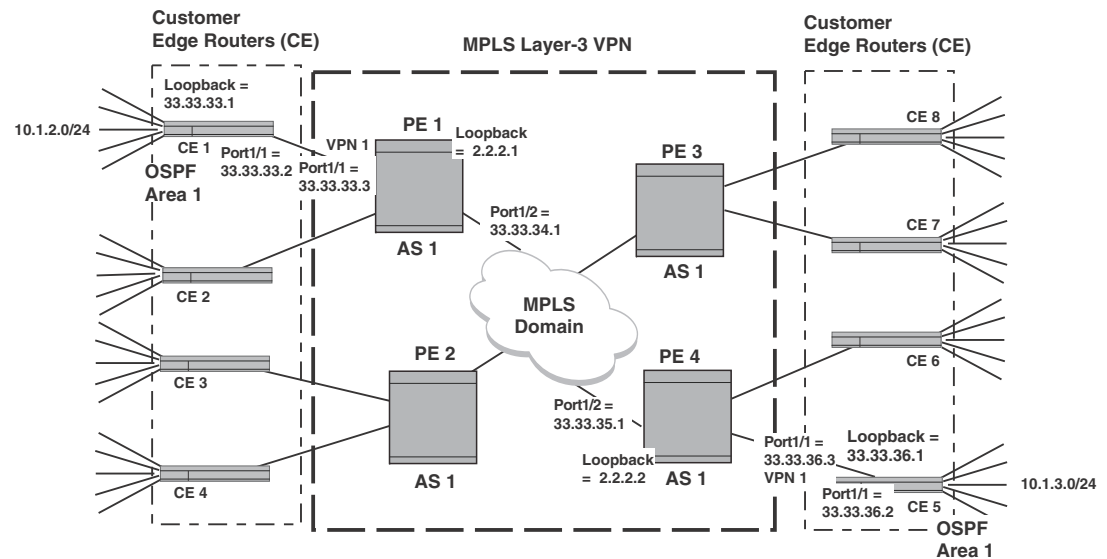 Customer
Edge Routers (CE)
MPLS Layer-3 VPN
Customer
Edge Routers (CE)
Loopback =
33.33.33.1
10.1.2.0/24
CE 1
Port1/1 =
33.33.33.2
OSPF
Area 1
VPN 1
Port1/1 =
33.33.33.3
PE 1
Loopback
= 2.2.2.1
AS 1
Port1/2 =
33.33.34.1
PE 3
AS 1
CE 8
CE 7
CE 2
MPLS
Domain
CE 3
PE 2
AS 1
CE 4
PE 4
Port1/2 =
33.33.35.1
Loopback
= 2.2.2.2
AS 1
CE 6
Port1/1 =
33.33.36.3
VPN 1
Loopback =
33.33.36.1
Port1/1 =
33.33.36.2
CE 5
10.1.3.0/24
OSPF
Area 1